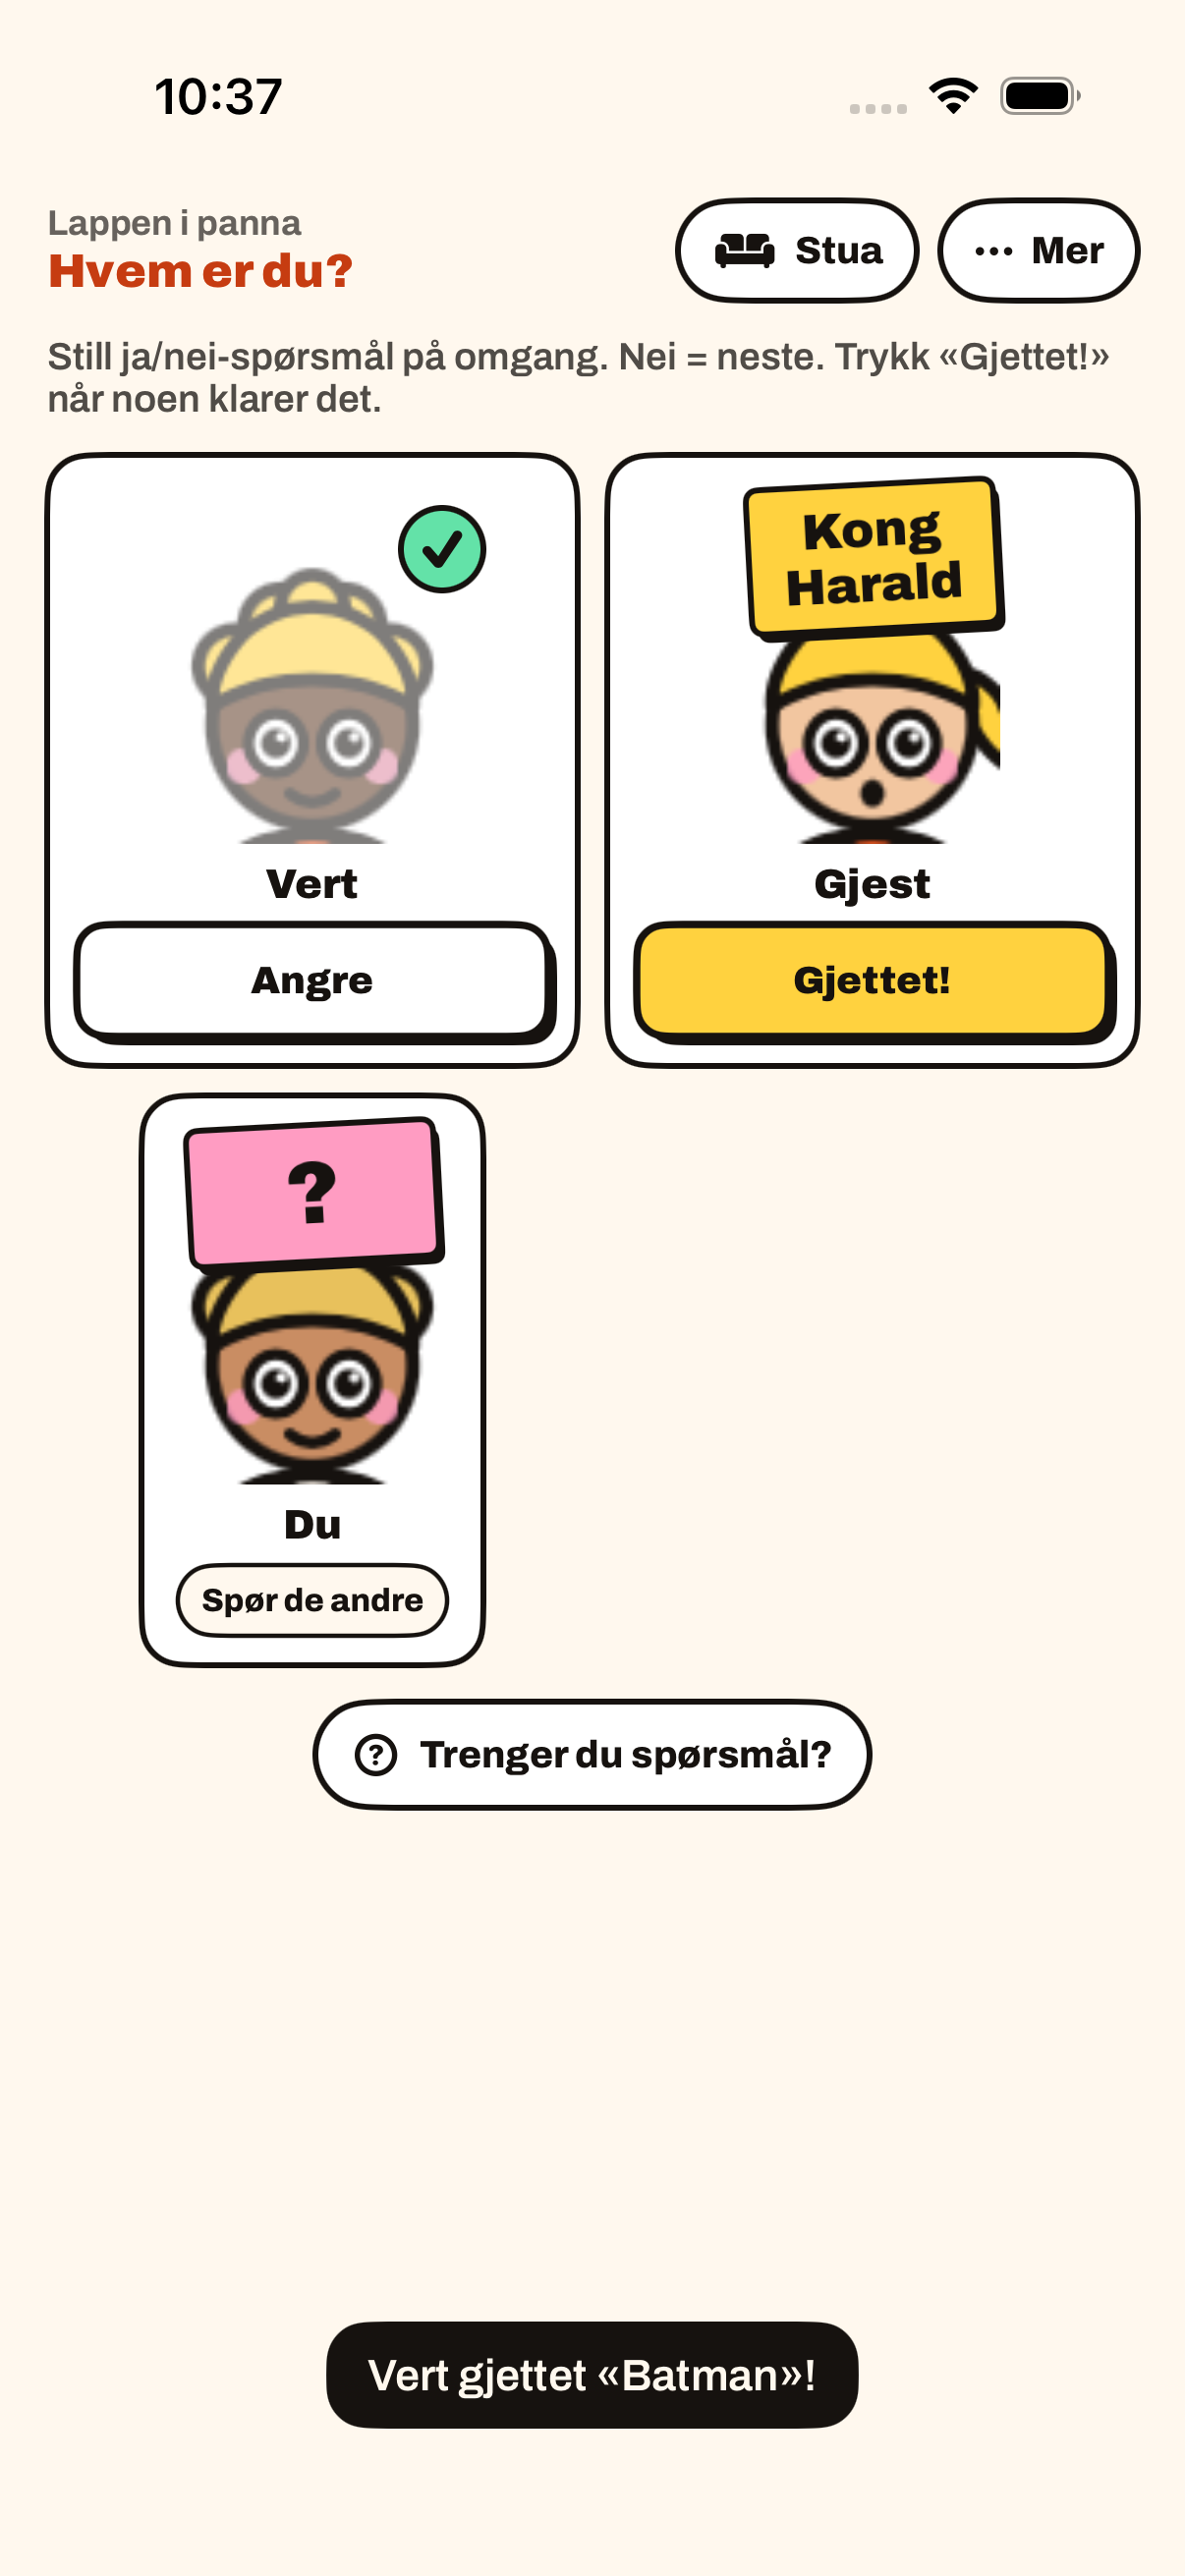 10:37
Lappen i panna
Hvem er du?
Stua
Mer
Still ja/nei-spørsmål på omgang. Nei = neste. Trykk «Gjettet!»
når noen klarer det.
Kong
Harald
Vert
Gjest
Angre
Gjettet!
?
Du
Spør de andre
? Trenger du spørsmål?
Vert gjettet «Batman»!